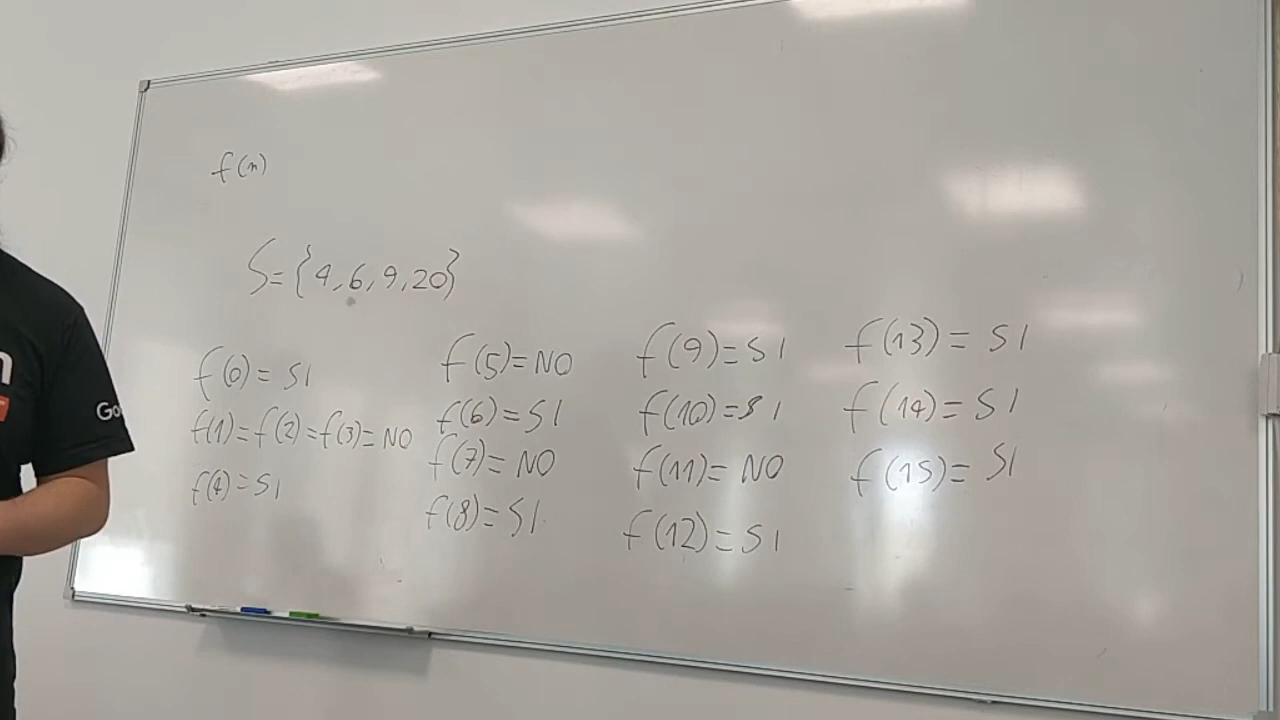 f(n)
S={4,6,9,20}
f(0)=SI
f(1)=f(2)=f(3)=NO
f(4)=SI
f(5)=NO
f(6)=SI
f(7)=NO
f(8)=SI
f(9)=SI
f(10)=SI
f(11)=NO
f(12)=SI
f(13)=SI
f(14)=SI
f(15)=SI